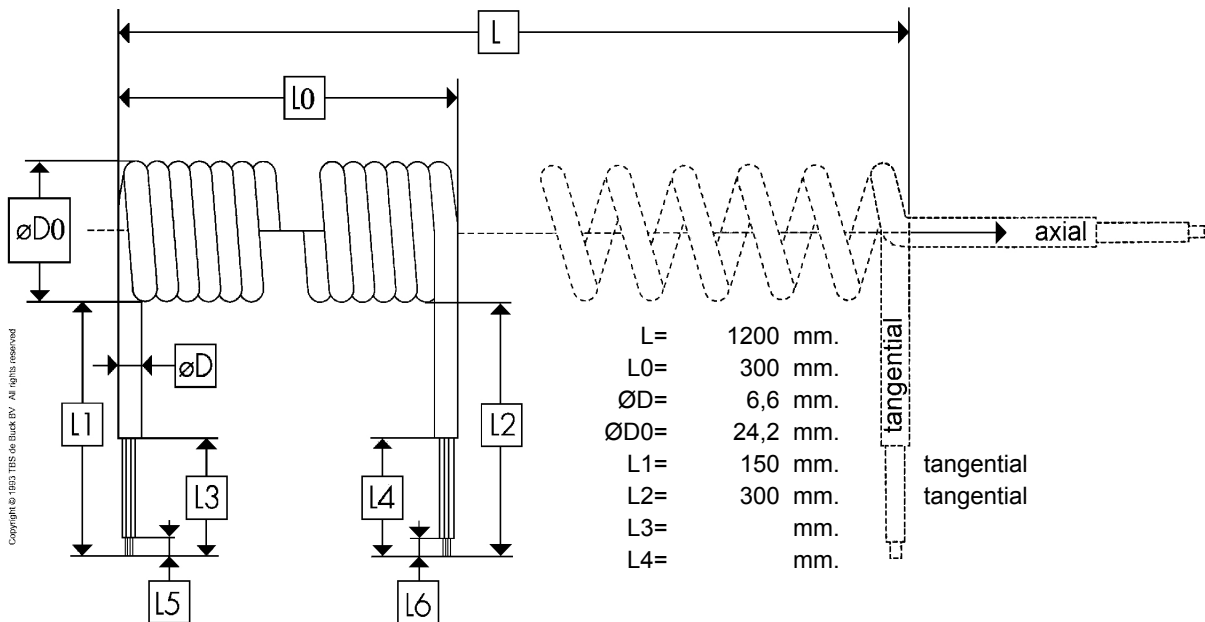 L
L0
øD0
axial
øD
tangential
L1
L2
L3
L4
L5
L6
L= 1200 mm.
L0= 300 mm.
ØD= 6,6 mm.
ØD0= 24,2 mm.
L1= 150 mm. tangential
L2= 300 mm. tangential
L3= mm.
L4= mm.
Copyright © 1993 TBS de Buck BV All rights reserved